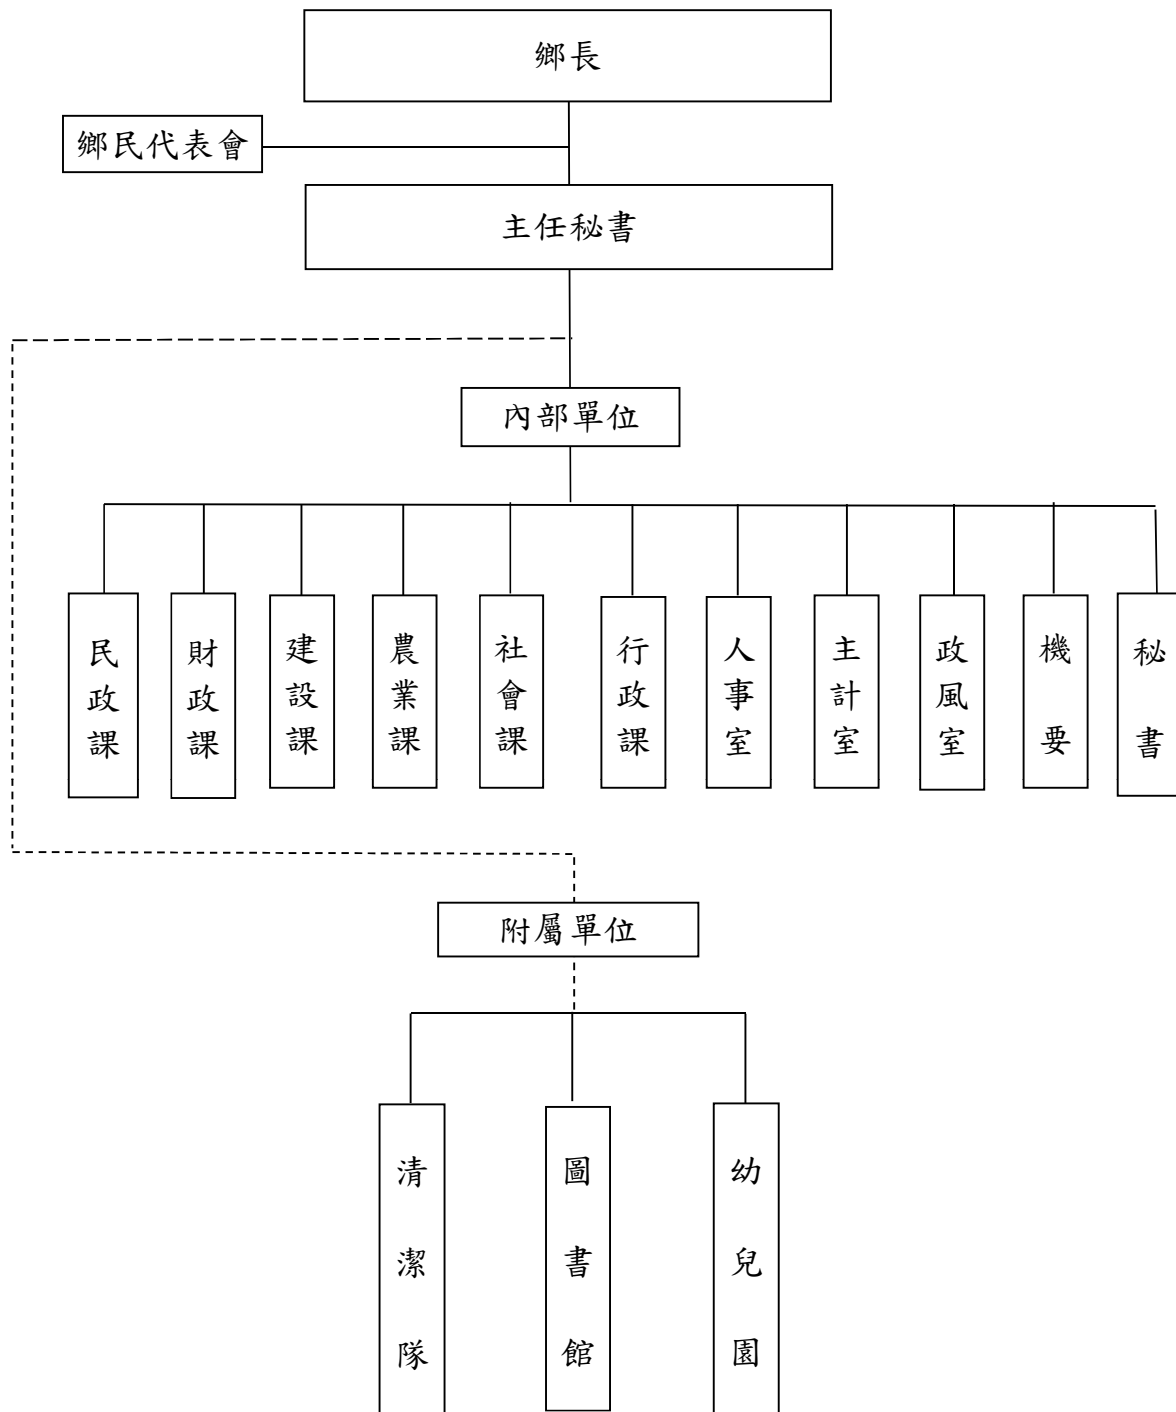 鄉長
鄉民代表會
主任秘書
內部單位
民政課
財政課
建設課
農業課
社會課
行政課
人事室
主計室
政風室
機要
秘書
附屬單位
清潔隊
圖書館
幼兒園